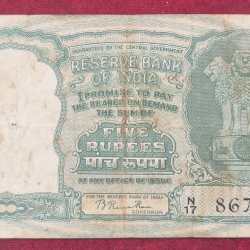 GUARANTEED BY THE CENTRAL GOVERNMENT
RESERVE BANK
OF INDIA
I PROMISE TO PAY
THE BEARER ON DEMAND
THE SUM OF
FIVE
RUPEES
पाच रूपया
AT ANY OFFICE OF ISSUE
FOR THE RESERVE BANK OF INDIA
GOVERNOR
N
17
867